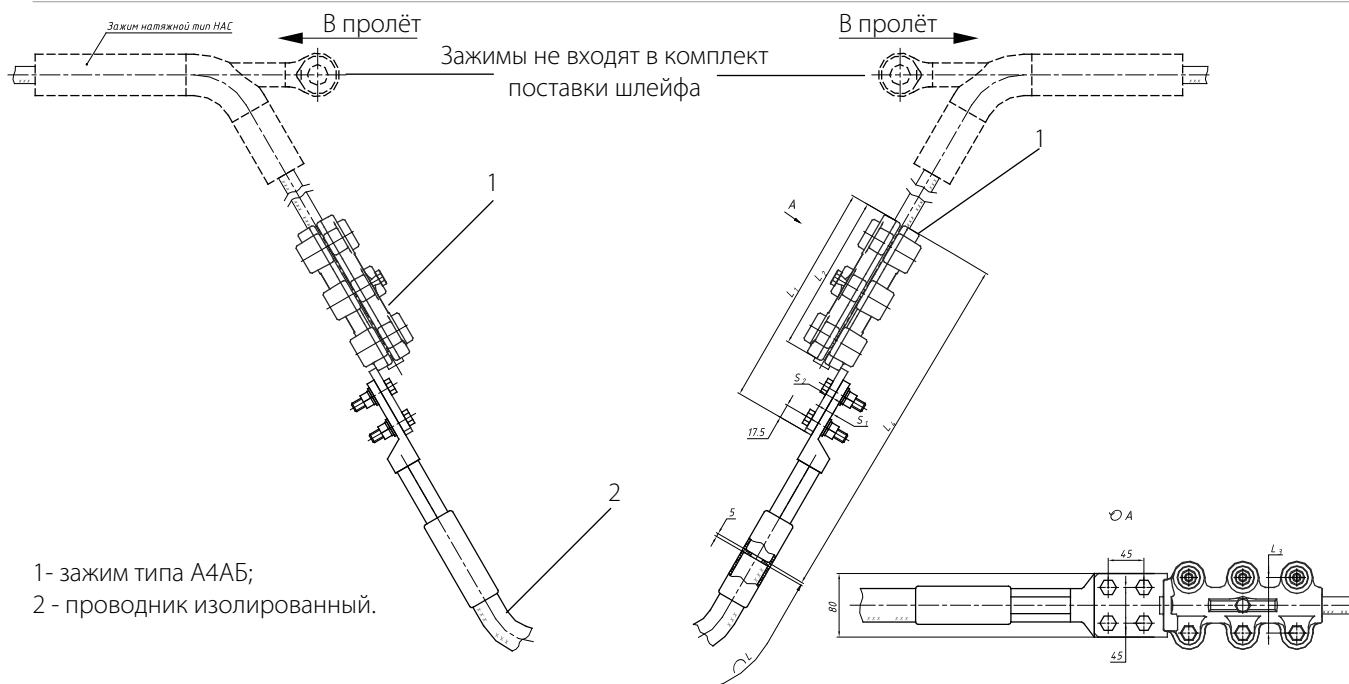 Зажим натяжной тип НАС
В пролёт
В пролёт
Зажимы не входят в комплект
поставки шлейфа
1
1
А
L1
L2
S2
S1
17.5
L4
2
5
L
А
45
L3
80
45
1- зажим типа А4АБ;
2 - проводник изолированный.